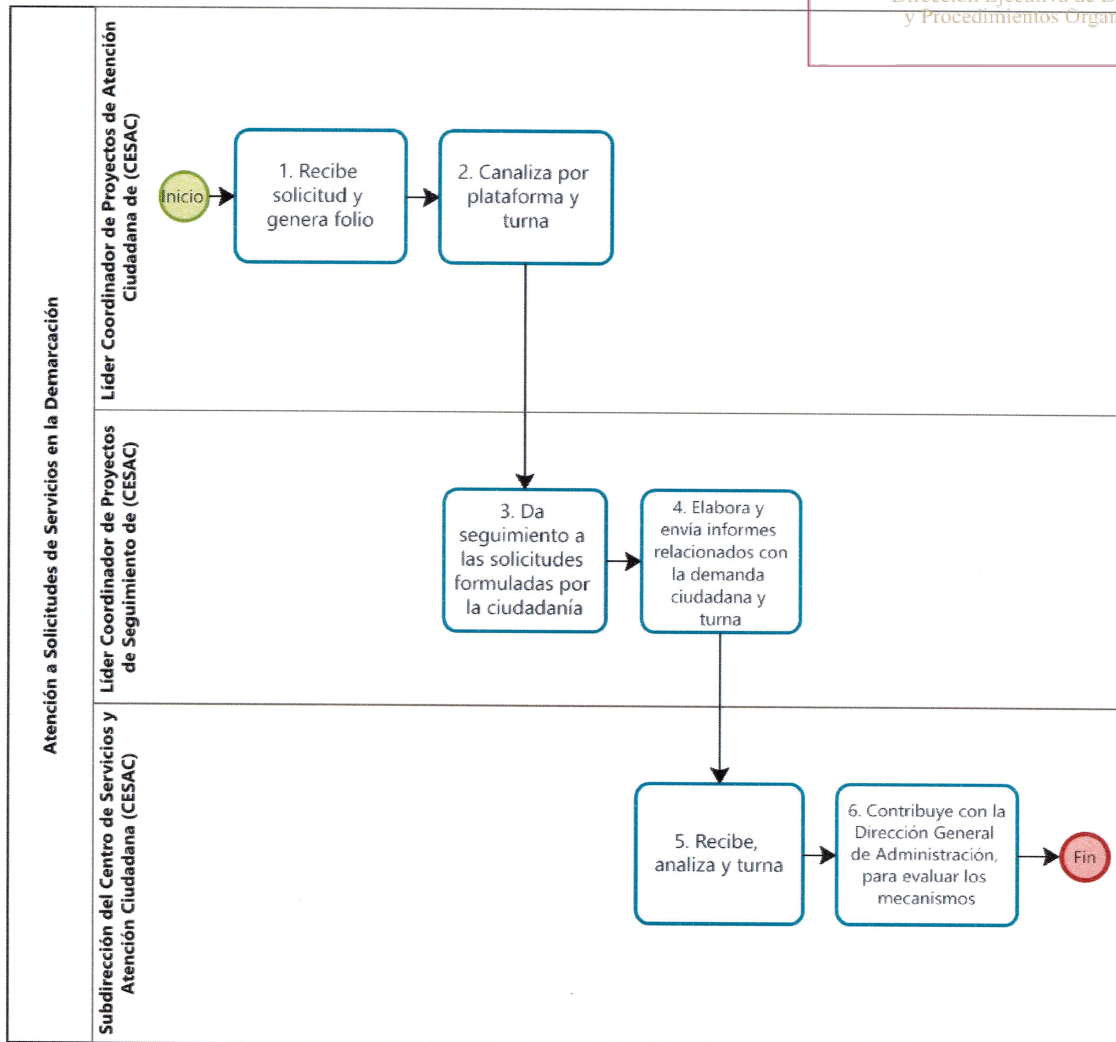 Dirección Ejecutiva de
y Procedimientos Organ
Atención a Solicitudes de Servicios en la Demarcación
Líder Coordinador de Proyectos de Atención
Ciudadana de (CESAC)
Inicio
1. Recibe
solicitud y
genera folio
2. Canaliza por
plataforma y
turna
Líder Coordinador de Proyectos
de Seguimiento de (CESAC)
3. Da
seguimiento a
las solicitudes
formuladas por
la ciudadanía
4. Elabora y
envía informes
relacionados con
la demanda
ciudadana y
turna
Subdirección del Centro de Servicios y
Atención Ciudadana (CESAC)
5. Recibe,
analiza y turna
6. Contribuye con la
Dirección General
de Administración,
para evaluar los
mecanismos
Fin